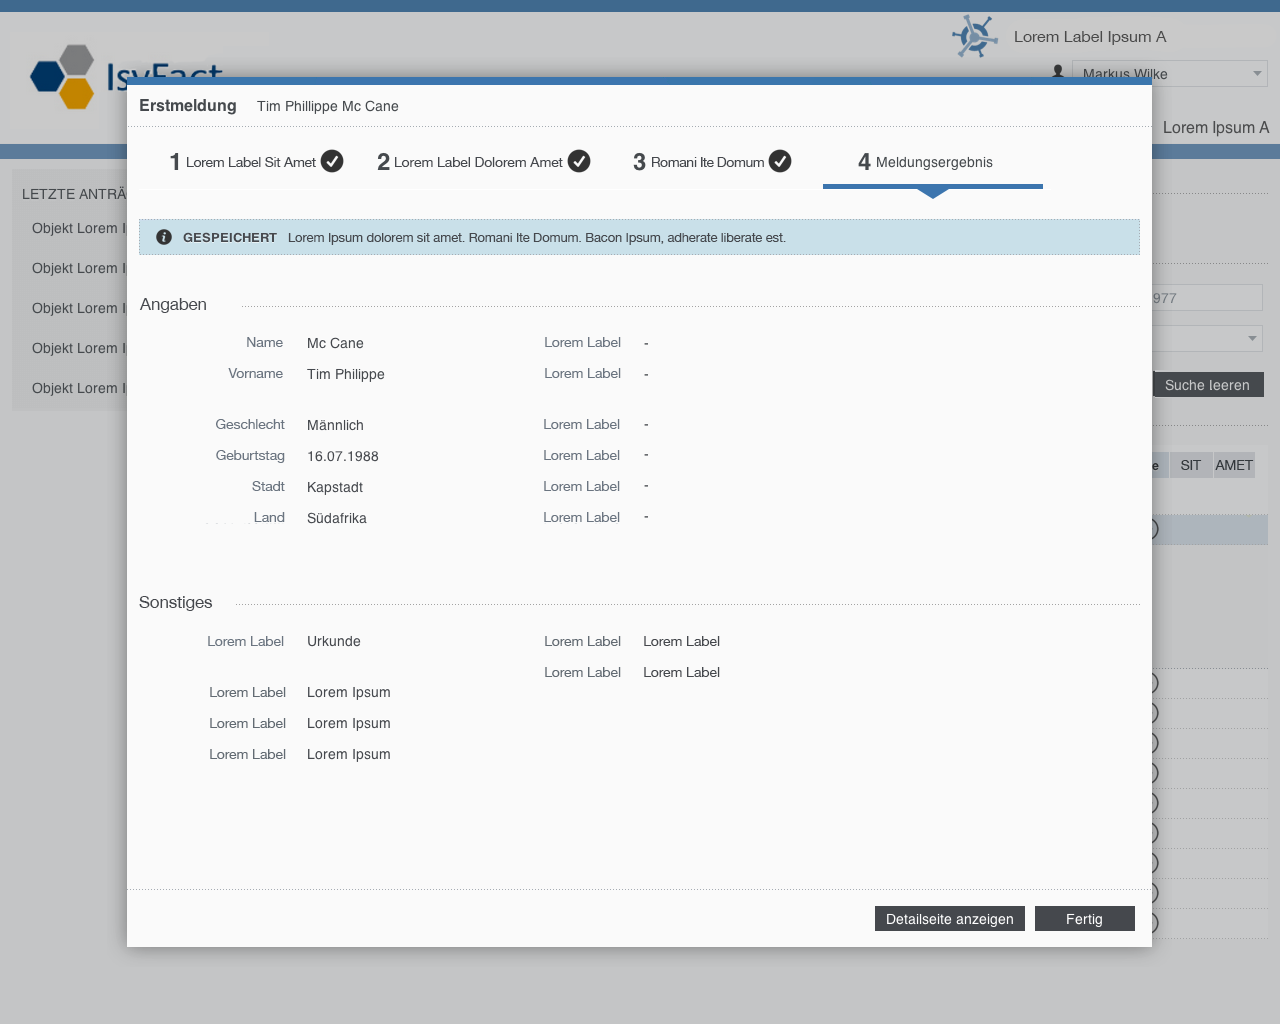 Lorem Label Ipsum A
IsyFact
Markus Wilke
Lorem Ipsum A
Erstmeldung Tim Phillippe Mc Cane
1 Lorem Label Sit Amet 2 Lorem Label Dolorem Amet 3 Romani Ite Domum 4 Meldungsergebnis
LETZTE ANTRÄ
Objekt Lorem I
Objekt Lorem I
Objekt Lorem I
Objekt Lorem I
Objekt Lorem I
GESPEICHERT Lorem Ipsum dolorem sit amet. Romani Ite Domum. Bacon Ipsum, adherate liberate est.
Angaben
Name Mc Cane Lorem Label -
Vorname Tim Philippe Lorem Label -
Geschlecht Männlich Lorem Label -
Geburtstag 16.07.1988 Lorem Label -
Stadt Kapstadt Lorem Label -
Land Südafrika Lorem Label -
977
Suche leeren
e SIT AMET
Sonstiges
Lorem Label Urkunde Lorem Label Lorem Label
Lorem Label Lorem Label
Lorem Label Lorem Ipsum
Lorem Label Lorem Ipsum
Lorem Label Lorem Ipsum
Detailseite anzeigen Fertig